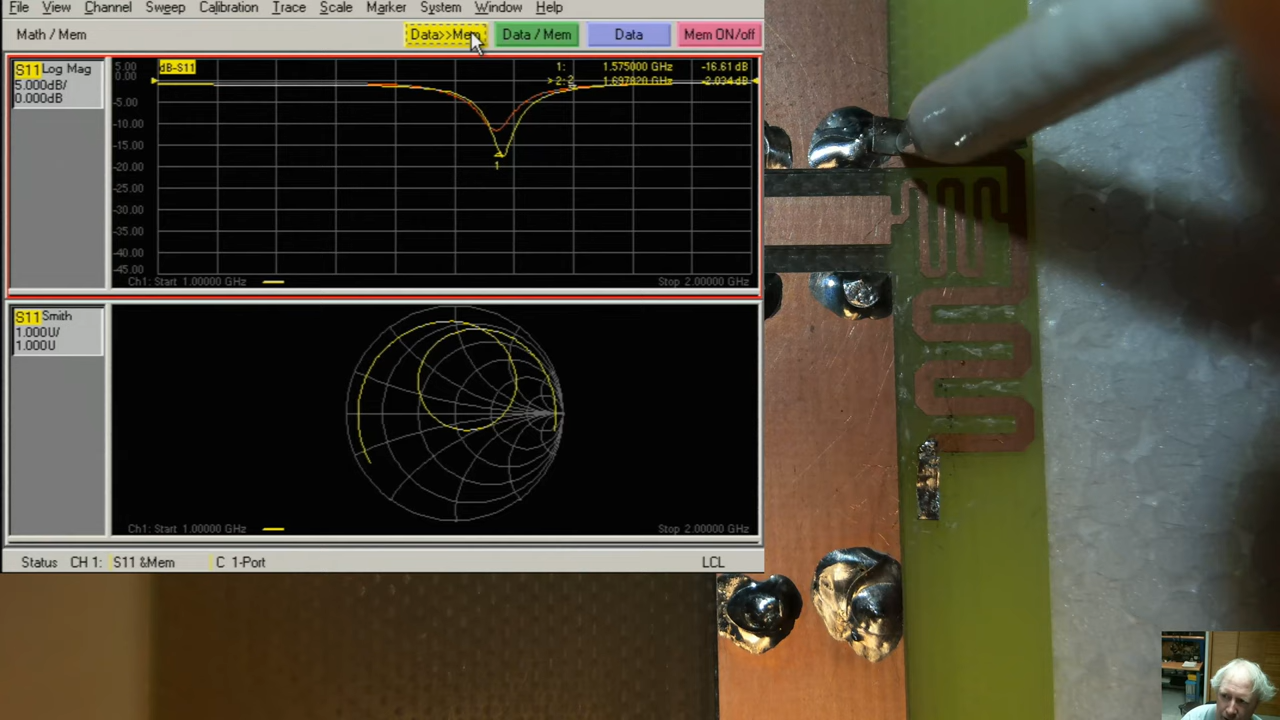 File View Channel Sweep Calibration Trace Scale Marker System Window Help
Math / Mem Data>>Mem Data / Mem Data Mem ON/off
S11 Log Mag
5.000dB/
0.000dB
5.00
0.00
-5.00
-10.00
-15.00
-20.00
-25.00
-30.00
-35.00
-40.00
-45.00
dB-S11
1: 1.575000 GHz -16.61 dB
> 2: 1.697820 GHz -2.034 dB
2
1
Ch1: Start 1.00000 GHz Stop 2.00000 GHz
S11 Smith
1.000U/
1.000U
Ch1: Start 1.00000 GHz Stop 2.00000 GHz
Status CH 1: S11 &Mem C 1-Port LCL